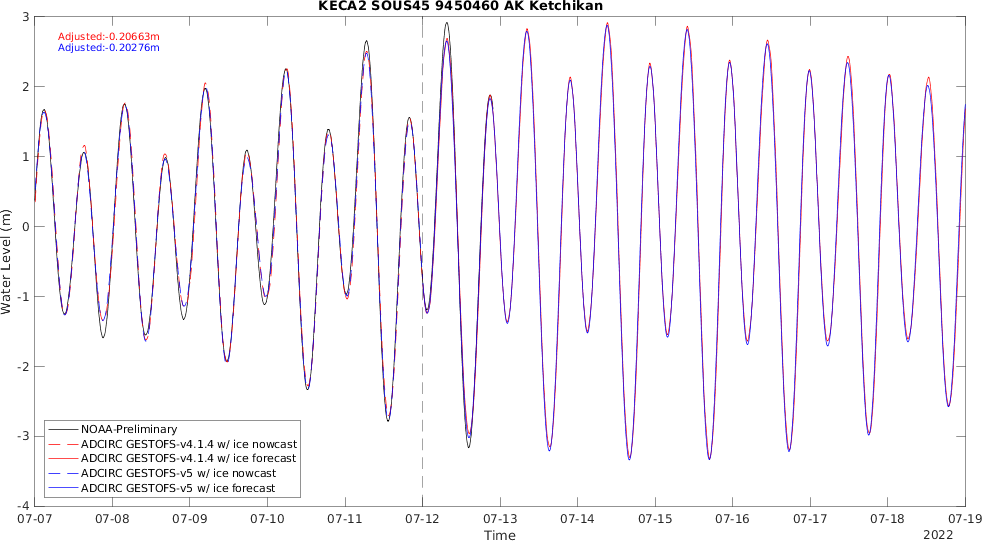 KECA2 SOUS45 9450460 AK Ketchikan
Adjusted:-0.20663m
Adjusted:-0.20276m
3
2
1
0
-1
-2
-3
-4
Water Level (m)
NOAA-Preliminary
ADCIRC GESTOFS-v4.1.4 w/ ice nowcast
ADCIRC GESTOFS-v4.1.4 w/ ice forecast
ADCIRC GESTOFS-v5 w/ ice nowcast
ADCIRC GESTOFS-v5 w/ ice forecast
07-07 07-08 07-09 07-10 07-11 07-12 07-13 07-14 07-15 07-16 07-17 07-18 07-19
Time
2022